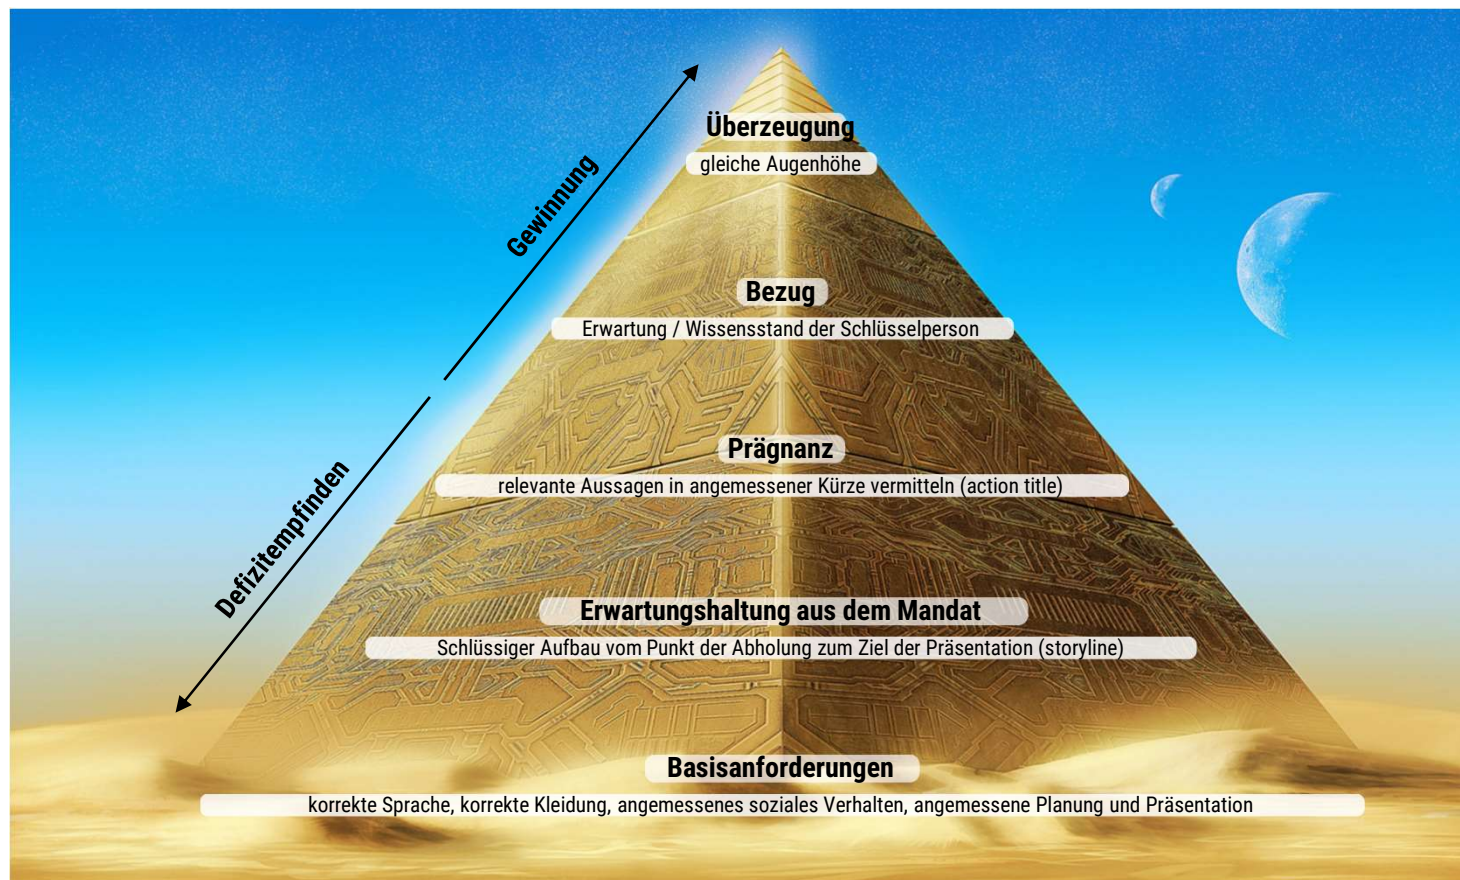 Überzeugung
gleiche Augenhöhe
Gewinnung
Bezug
Erwartung / Wissensstand der Schlüsselperson
Prägnanz
relevante Aussagen in angemessener Kürze vermitteln (action title)
Defizitempfinden
Erwartungshaltung aus dem Mandat
Schlüssiger Aufbau vom Punkt der Abholung zum Ziel der Präsentation (storyline)
Basisanforderungen
korrekte Sprache, korrekte Kleidung, angemessenes soziales Verhalten, angemessene Planung und Präsentation